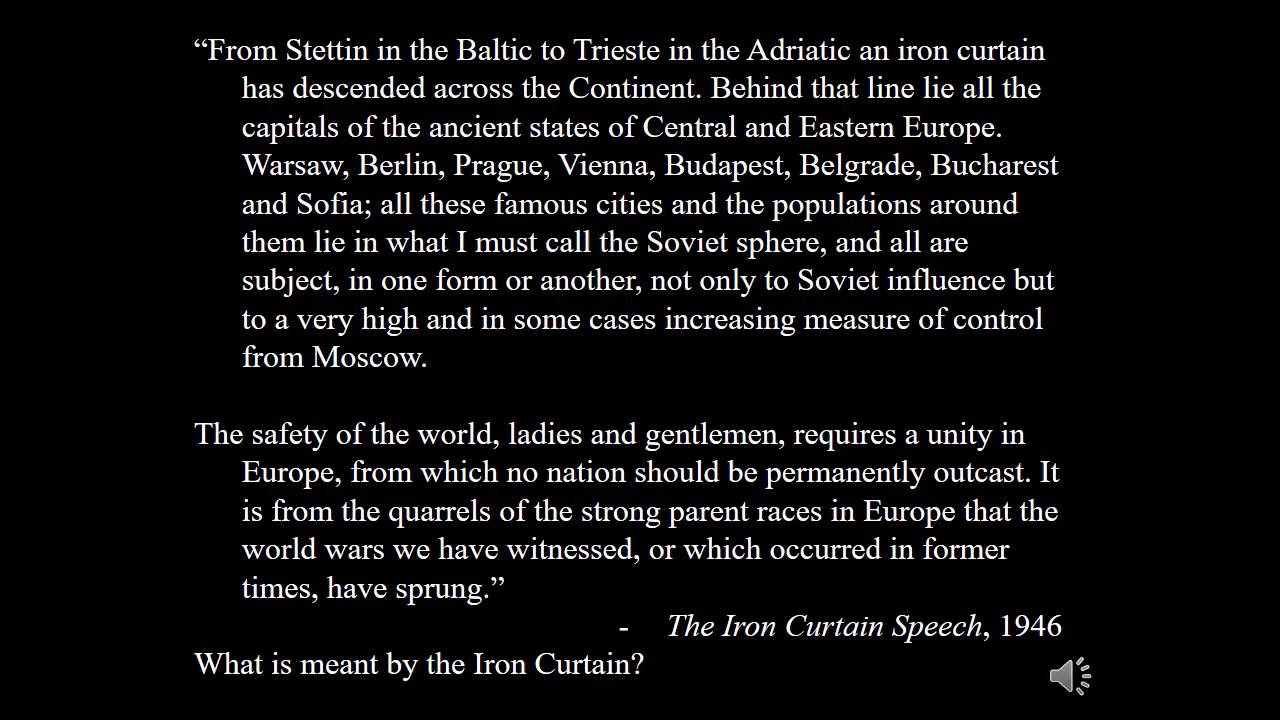 “From Stettin in the Baltic to Trieste in the Adriatic an iron curtain
has descended across the Continent. Behind that line lie all the
capitals of the ancient states of Central and Eastern Europe.
Warsaw, Berlin, Prague, Vienna, Budapest, Belgrade, Bucharest
and Sofia; all these famous cities and the populations around
them lie in what I must call the Soviet sphere, and all are
subject, in one form or another, not only to Soviet influence but
to a very high and in some cases increasing measure of control
from Moscow.
The safety of the world, ladies and gentlemen, requires a unity in
Europe, from which no nation should be permanently outcast. It
is from the quarrels of the strong parent races in Europe that the
world wars we have witnessed, or which occurred in former
times, have sprung.”
- The Iron Curtain Speech, 1946
What is meant by the Iron Curtain?